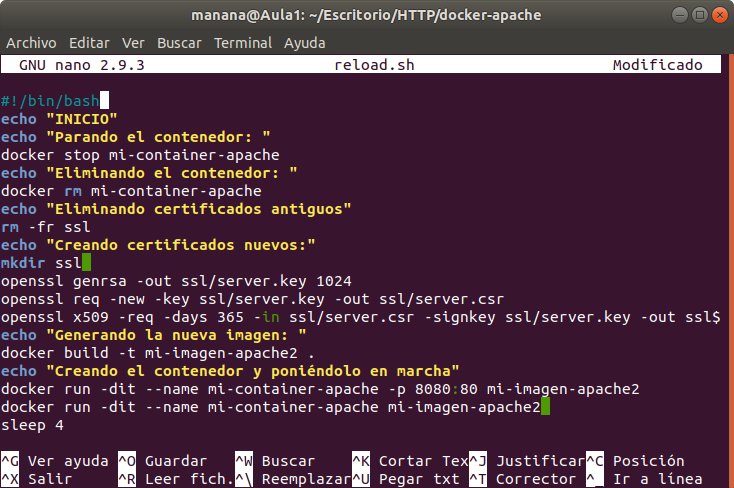 manana@Aula1: ~/Escritorio/HTTP/docker-apache
Archivo Editar Ver Buscar Terminal Ayuda
GNU nano 2.9.3 reload.sh Modificado
#!/bin/bash
echo "INICIO"
echo "Parando el contenedor: "
docker stop mi-container-apache
echo "Eliminando el contenedor: "
docker rm mi-container-apache
echo "Eliminando certificados antiguos"
rm -fr ssl
echo "Creando certificados nuevos:"
mkdir ssl
openssl genrsa -out ssl/server.key 1024
openssl req -new -key ssl/server.key -out ssl/server.csr
openssl x509 -req -days 365 -in ssl/server.csr -signkey ssl/server.key -out ssl$
echo "Generando la nueva imagen: "
docker build -t mi-imagen-apache2 .
echo "Creando el contenedor y poniéndolo en marcha"
docker run -dit --name mi-container-apache -p 8080:80 mi-imagen-apache2
docker run -dit --name mi-container-apache mi-imagen-apache2
sleep 4
^G Ver ayuda ^O Guardar ^W Buscar ^K Cortar Tex ^J Justificar ^C Posición
^X Salir ^R Leer fich. ^\ Reemplazar ^U Pegar txt ^T Corrector ^_ Ir a línea